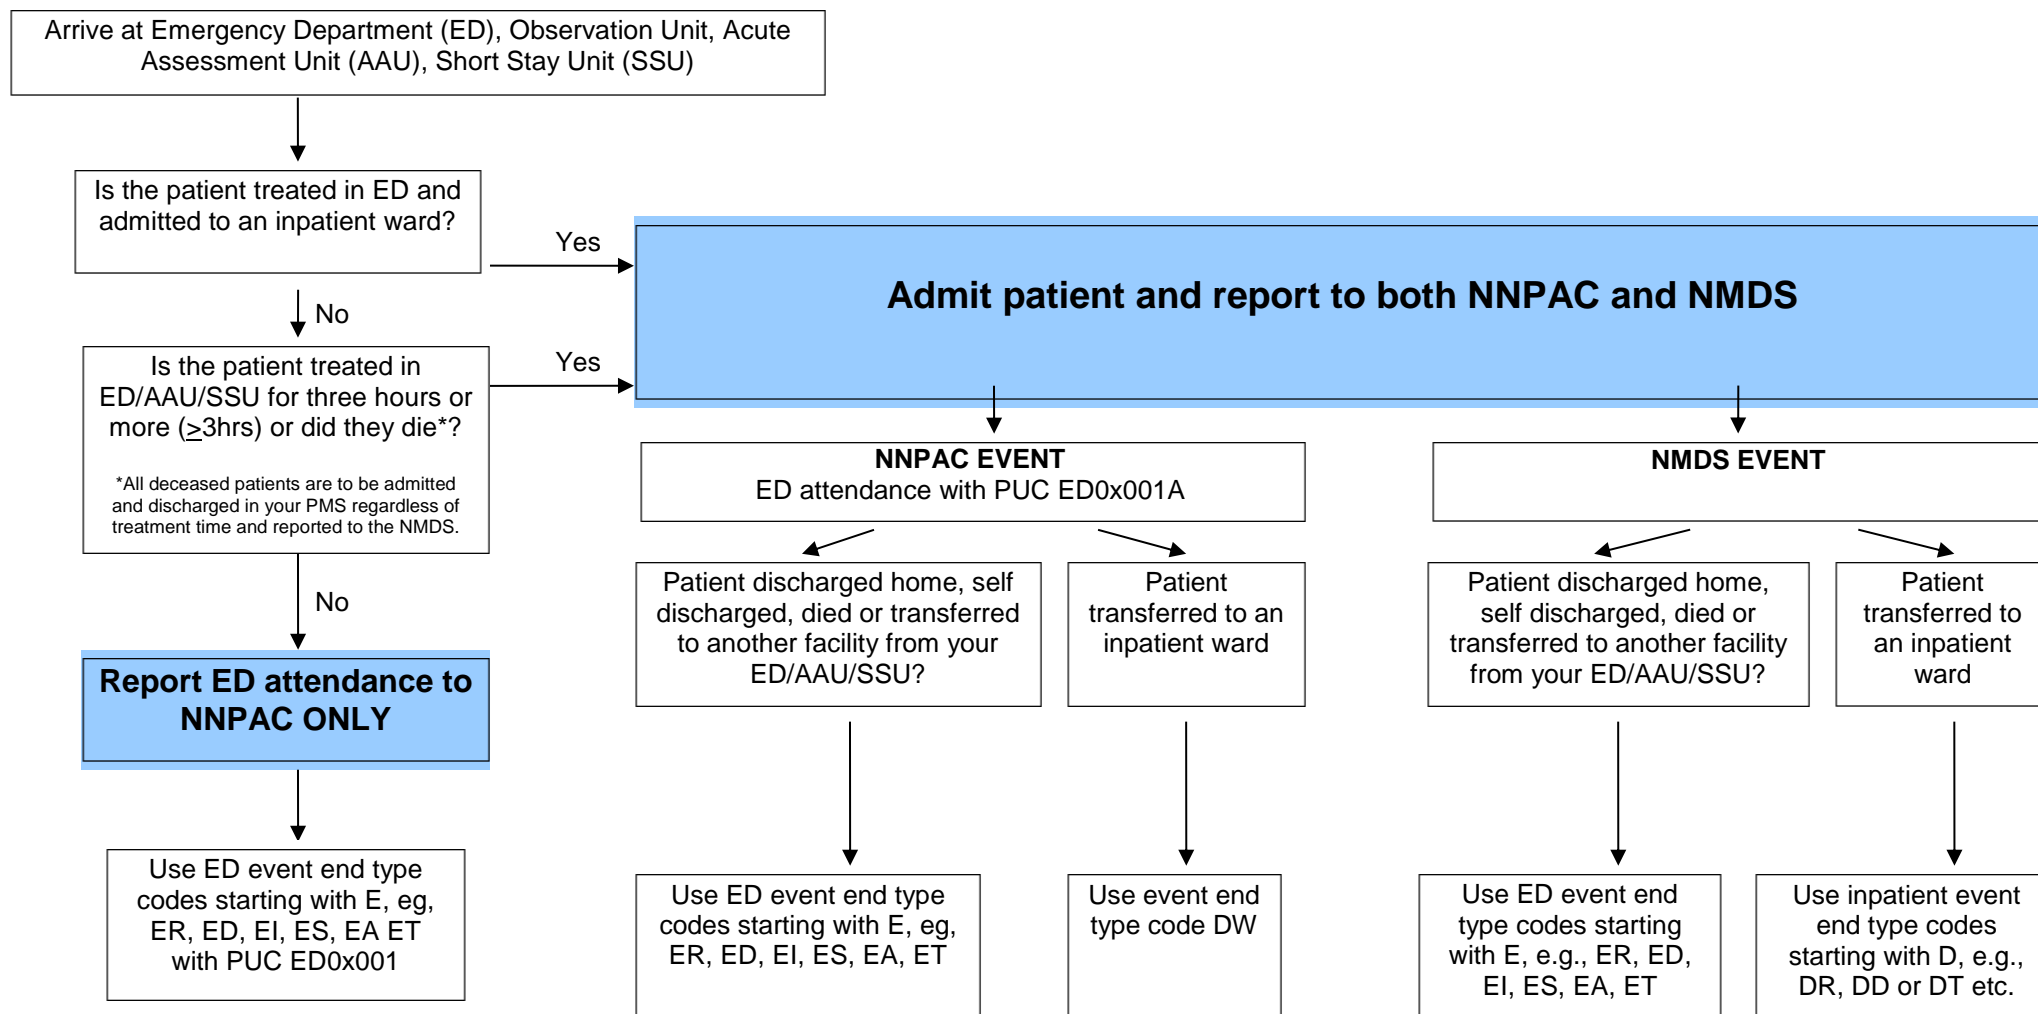 Arrive at Emergency Department (ED), Observation Unit, Acute
Assessment Unit (AAU), Short Stay Unit (SSU)
Is the patient treated in ED and
admitted to an inpatient ward?
Yes
Admit patient and report to both NNPAC and NMDS
No
Is the patient treated in
ED/AAU/SSU for three hours or
more (≥3hrs) or did they die*?
*All deceased patients are to be admitted
and discharged in your PMS regardless of
treatment time and reported to the NMDS.
Yes
NNPAC EVENT
ED attendance with PUC ED0x001A
NMDS EVENT
No
Patient discharged home, self
discharged, died or transferred
to another facility from your
ED/AAU/SSU?
Patient
transferred to an
inpatient ward
Patient discharged home,
self discharged, died or
transferred to another facility
from your ED/AAU/SSU?
Patient
transferred to
an inpatient
ward
Report ED attendance to
NNPAC ONLY
Use ED event end type
codes starting with E, eg,
ER, ED, EI, ES, EA ET
with PUC ED0x001
Use ED event end type
codes starting with E, eg,
ER, ED, EI, ES, EA, ET
Use event end
type code DW
Use ED event end
type codes starting
with E, e.g., ER, ED,
EI, ES, EA, ET
Use inpatient event
end type codes
starting with D, e.g.,
DR, DD or DT etc.